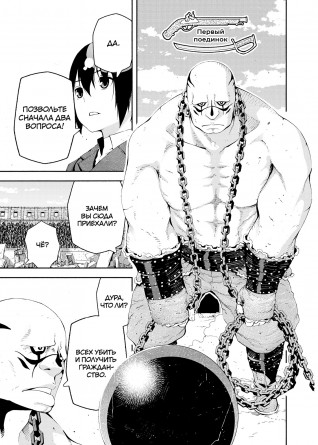 Первый
поединок
ДА.
ПОЗВОЛЬТЕ
СНАЧАЛА ДВА
ВОПРОСА!
ЗАЧЕМ
ВЫ СЮДА
ПРИЕХАЛИ?
ЧЁ?
ДУРА,
ЧТО ЛИ?
ВСЕХ УБИТЬ
И ПОЛУЧИТЬ
ГРАЖДАН-
СТВО.